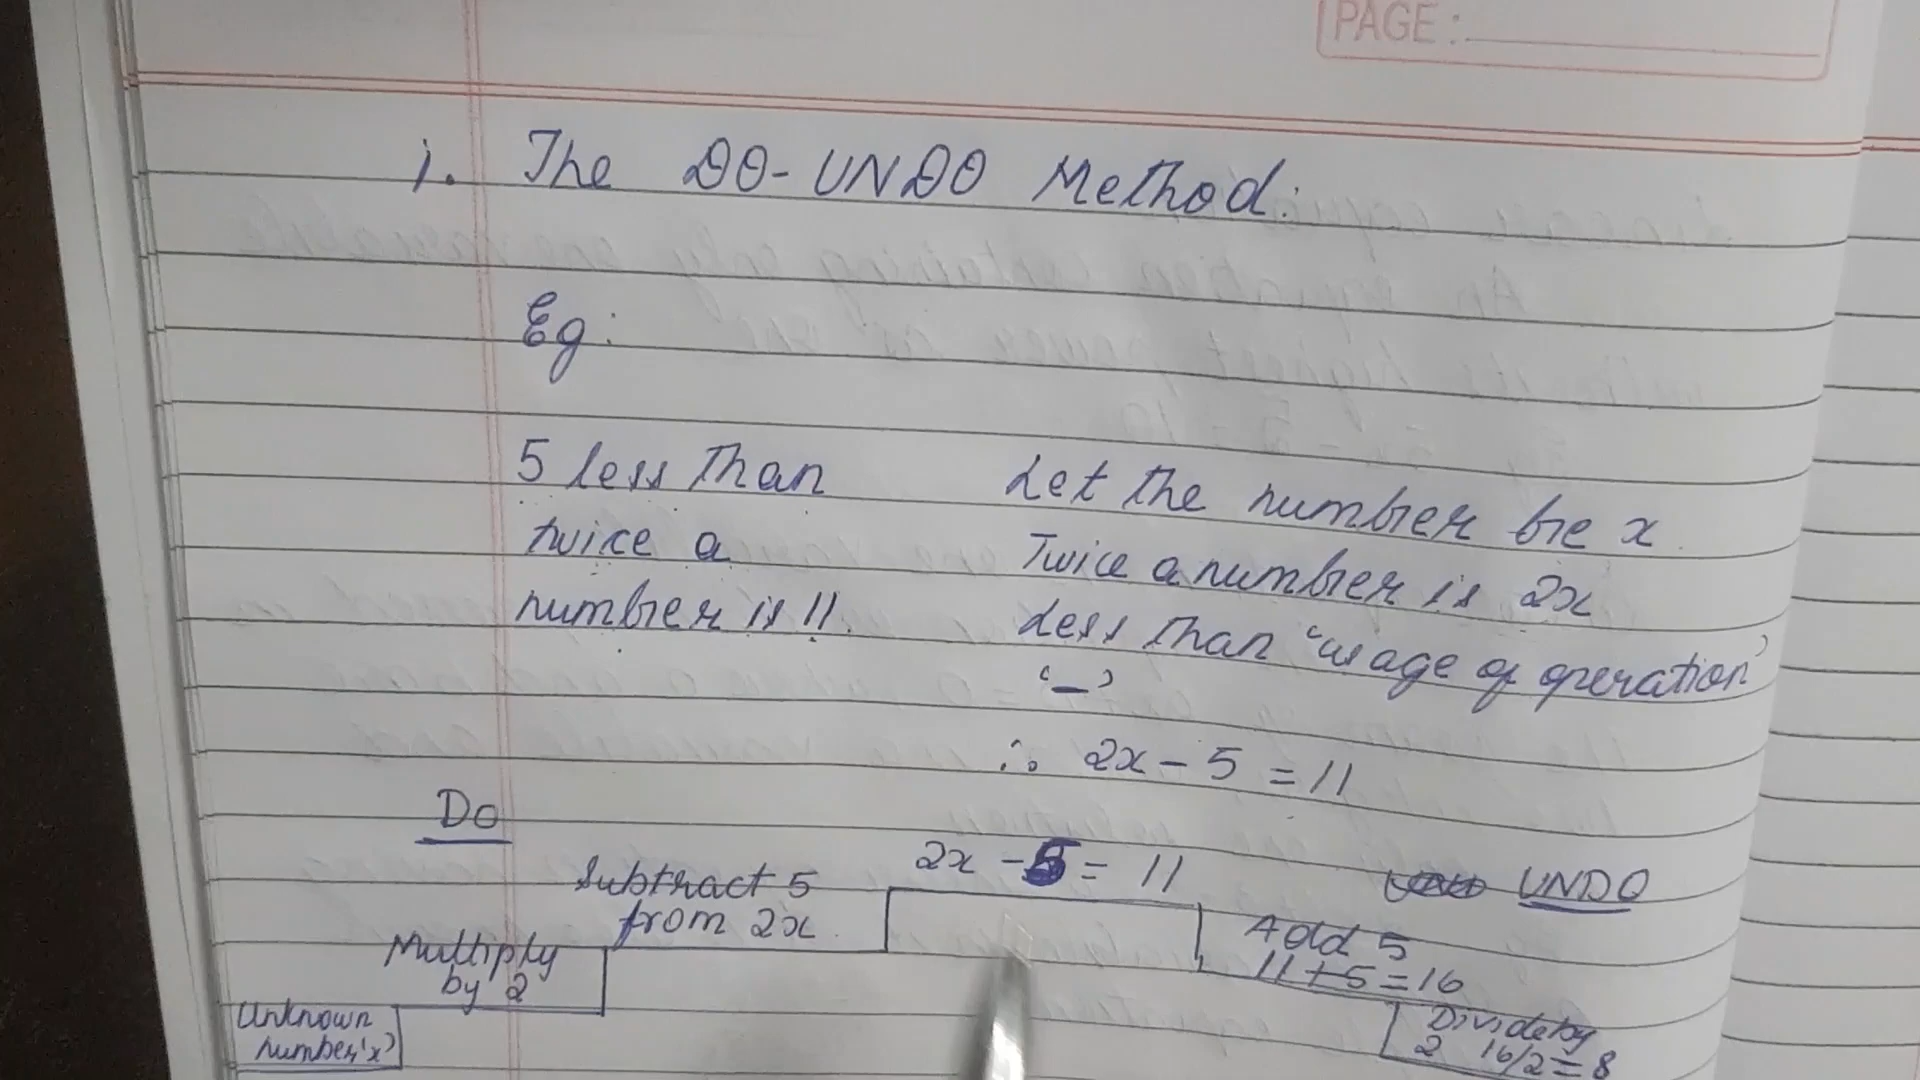 PAGE :
1. The DO-UNDO Method:
Eg:
5 less than
twice a
number is 11.
Let the number be x.
Twice a number is 2x
Less than 'usage of operation'
'-'
∴ 2x - 5 = 11
Do
2x - 5 = 11
UNDO
Subtract 5
from 2x
Multiply
by 2
Unknown
number 'x'
Add 5
11+5=16
Divide by
2 16/2=8